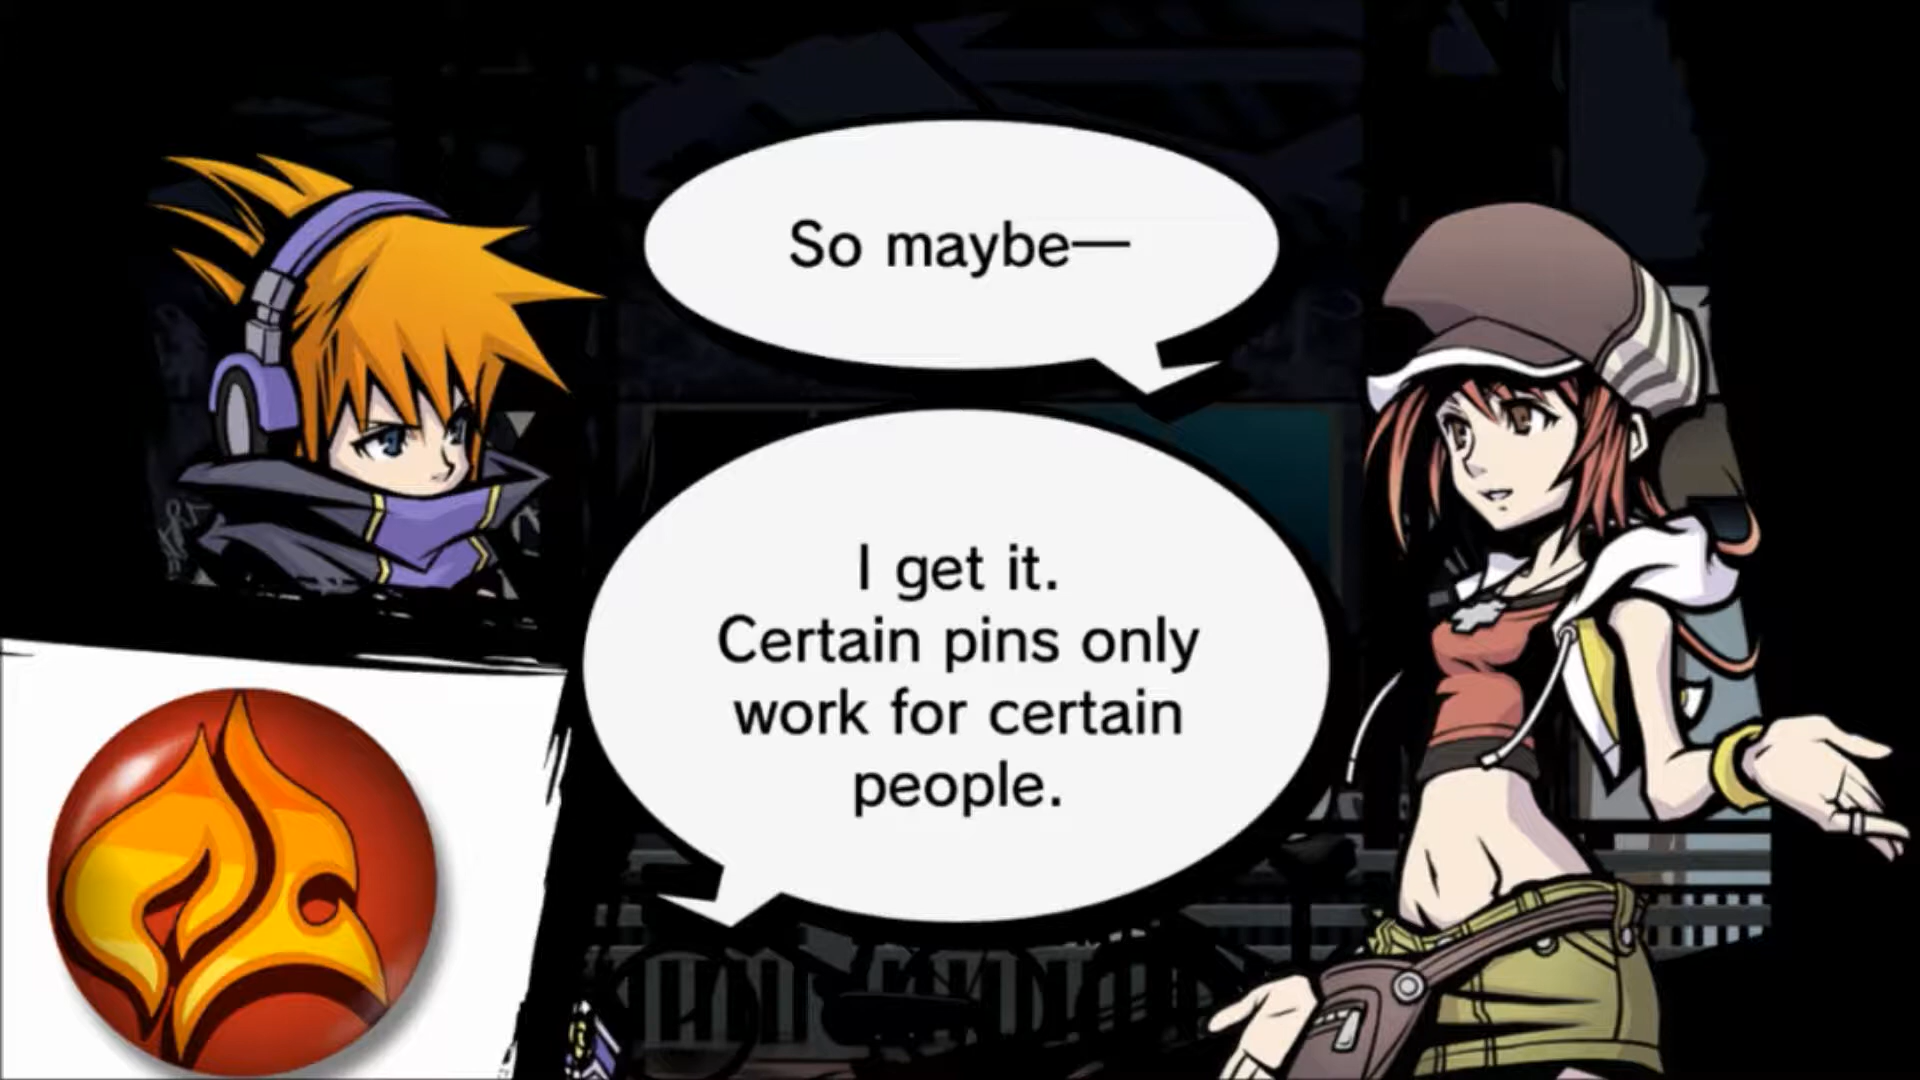 So maybe—
I get it.
Certain pins only
work for certain
people.